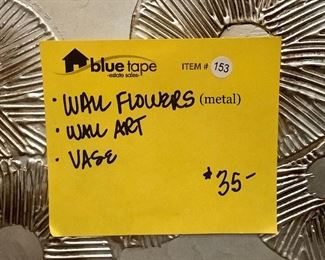 blue tape
-estate sales-
ITEM # 153
• WALL FLOWERS (metal)
• WALL ART
• VASE
$35-